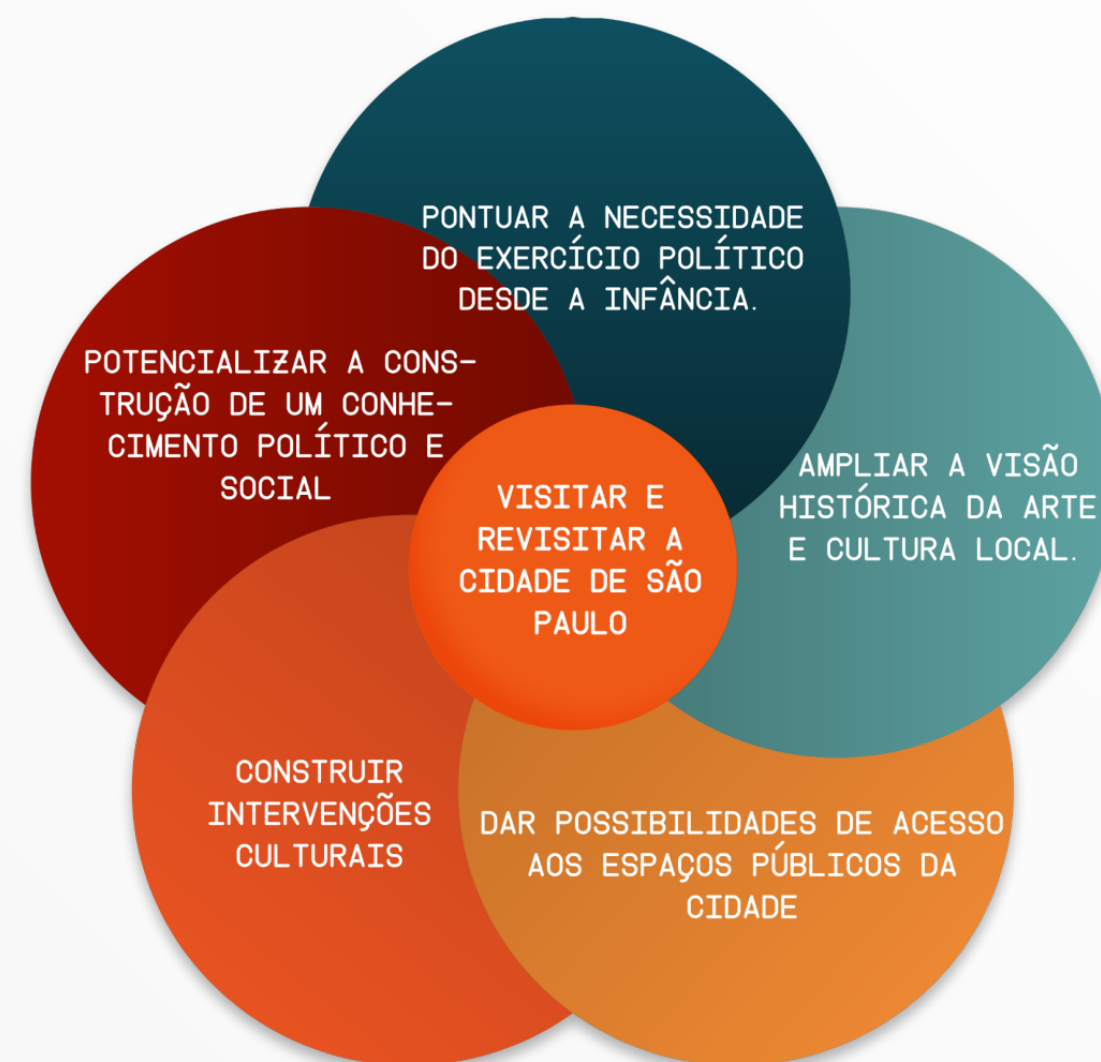 PONTUAR A NECESSIDADE
DO EXERCÍCIO POLÍTICO
DESDE A INFÂNCIA.
POTENCIALIZAR A CONS-
TRUÇÃO DE UM CONHE-
CIMENTO POLÍTICO E
SOCIAL
AMPLIAR A VISÃO
HISTÓRICA DA ARTE
E CULTURA LOCAL.
VISITAR E
REVISITAR A
CIDADE DE SÃO
PAULO
CONSTRUIR
INTERVENÇÕES
CULTURAIS
DAR POSSIBILIDADES DE ACESSO
AOS ESPAÇOS PÚBLICOS DA
CIDADE